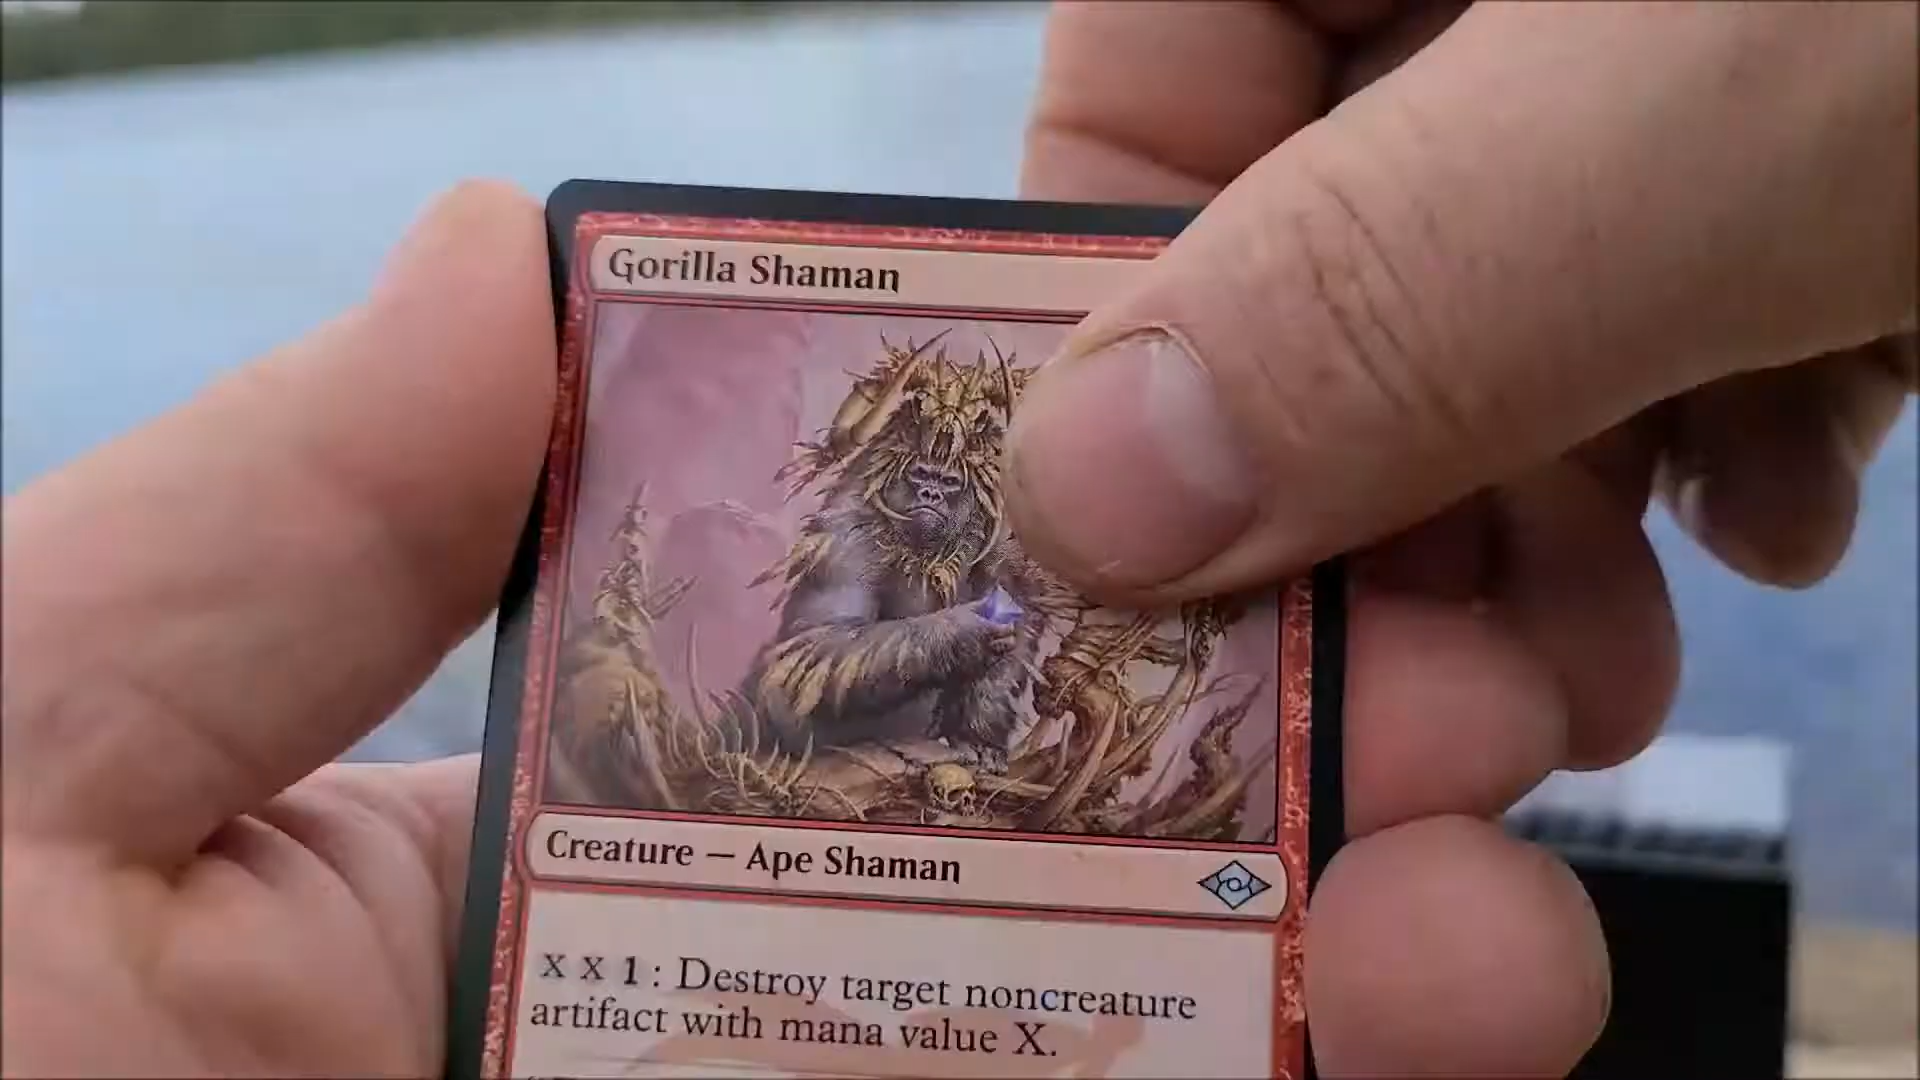 Gorilla Shaman
Creature — Ape Shaman
X X 1 : Destroy target noncreature
artifact with mana value X.